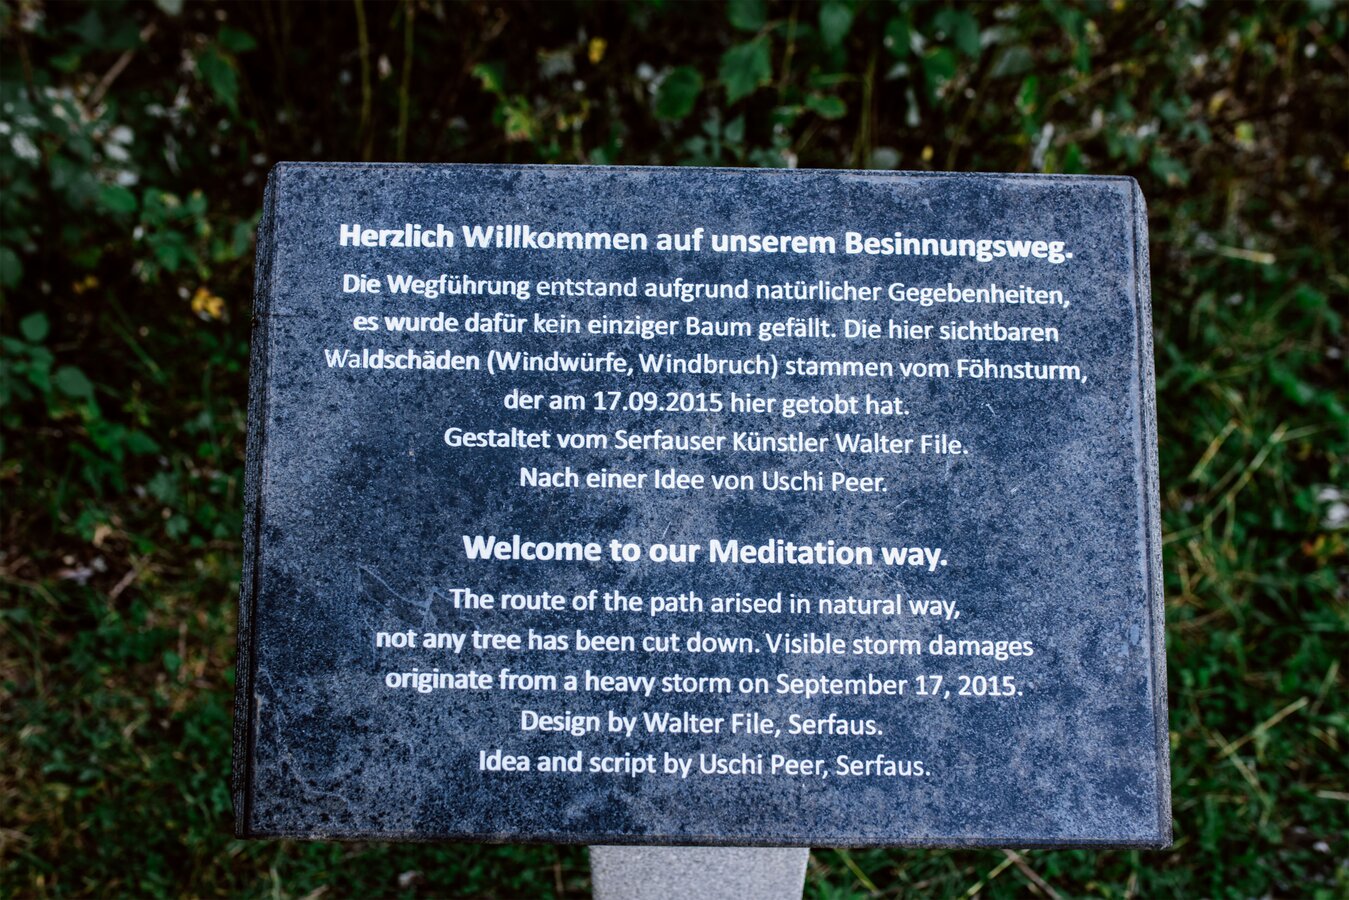 Herzlich Willkommen auf unserem Besinnungsweg.
Die Wegführung entstand aufgrund natürlicher Gegebenheiten,
es wurde dafür kein einziger Baum gefällt. Die hier sichtbaren
Waldschäden (Windwürfe, Windbruch) stammen vom Föhnsturm,
der am 17.09.2015 hier getobt hat.
Gestaltet vom Serfauser Künstler Walter File.
Nach einer Idee von Uschi Peer.
Welcome to our Meditation way.
The route of the path arised in natural way,
not any tree has been cut down. Visible storm damages
originate from a heavy storm on September 17, 2015.
Design by Walter File, Serfaus.
Idea and script by Uschi Peer, Serfaus.